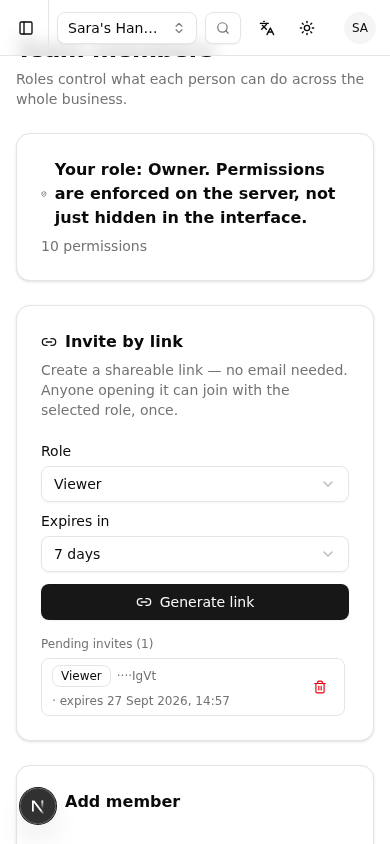 Sara's Han...
SA
Team members
Roles control what each person can do across the
whole business.
Your role: Owner. Permissions
are enforced on the server, not
just hidden in the interface.
10 permissions
Invite by link
Create a shareable link — no email needed.
Anyone opening it can join with the
selected role, once.
Role
Viewer
Expires in
7 days
Generate link
Pending invites (1)
Viewer ····IgVt
· expires 27 Sept 2026, 14:57
N
Add member